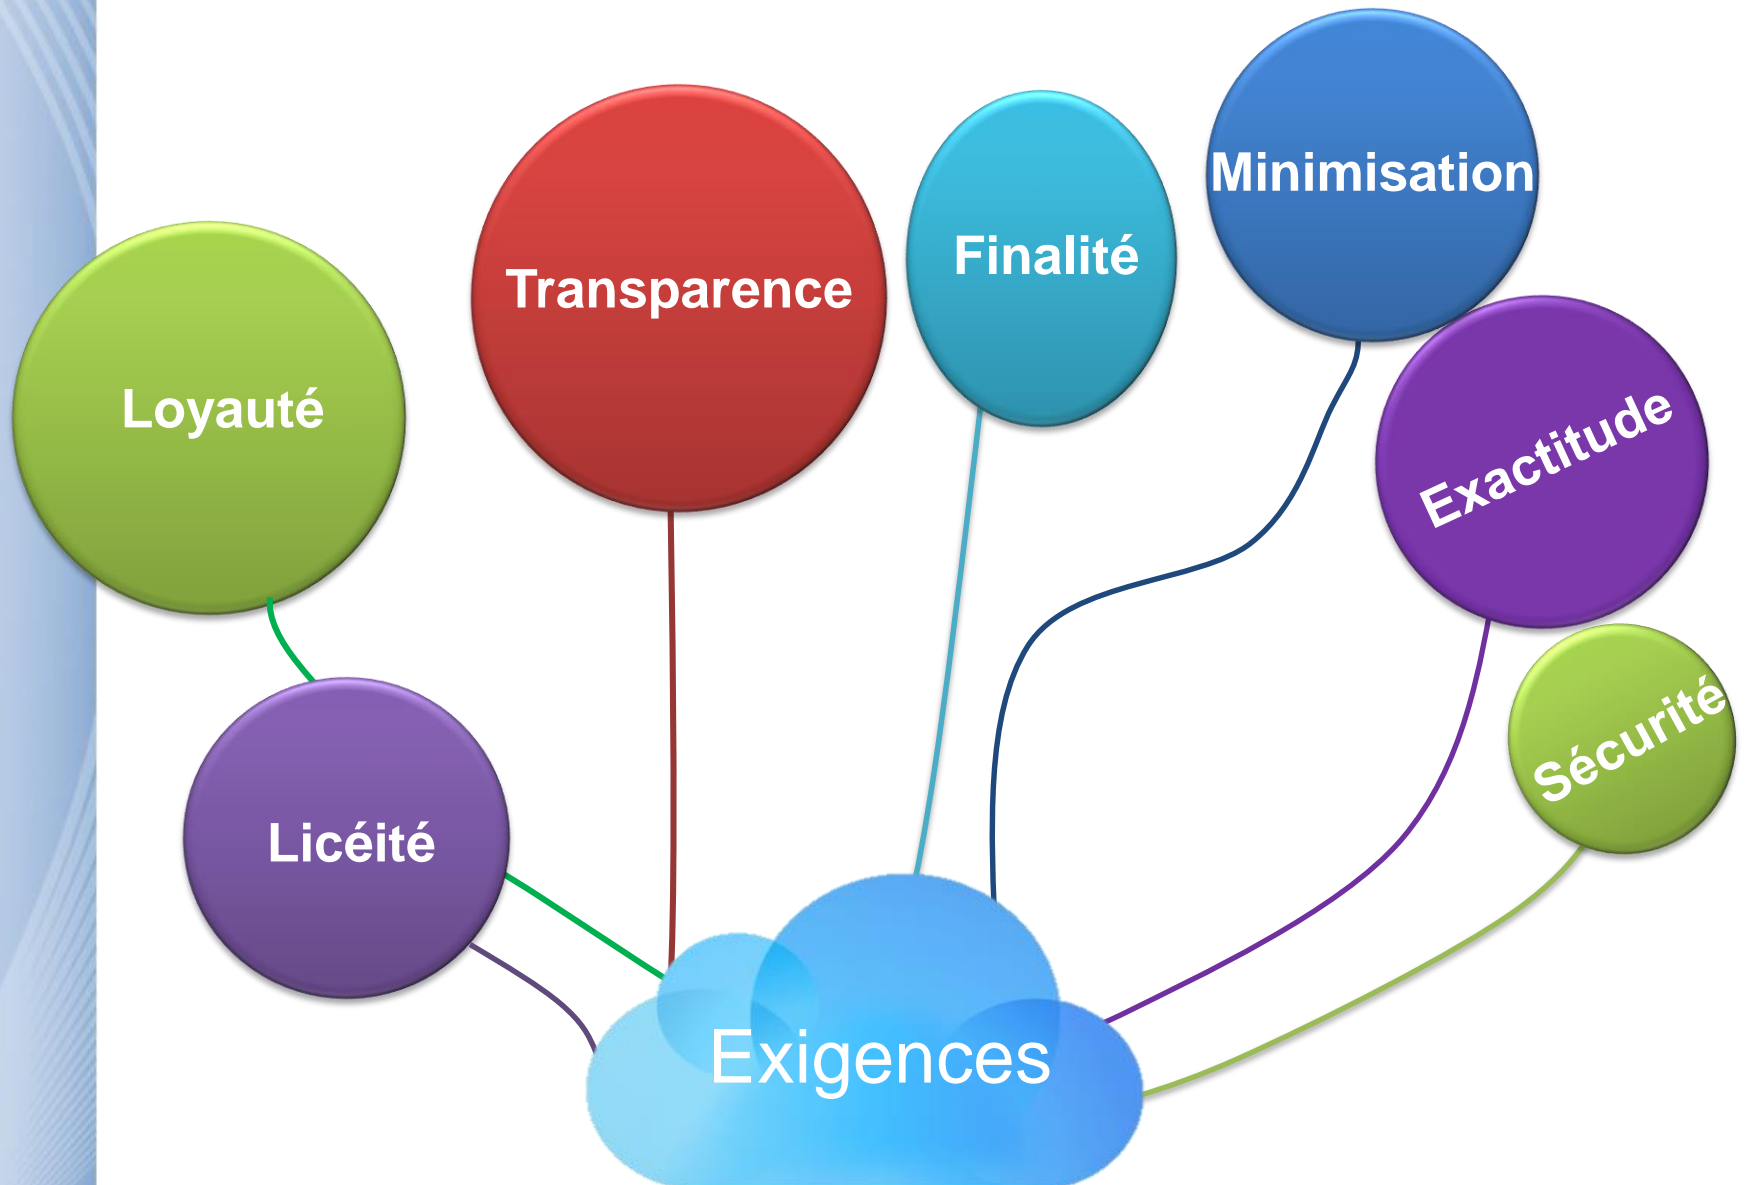 Minimisation
Finalité
Transparence
Loyauté
Exactitude
Sécurité
Licéité
Exigences